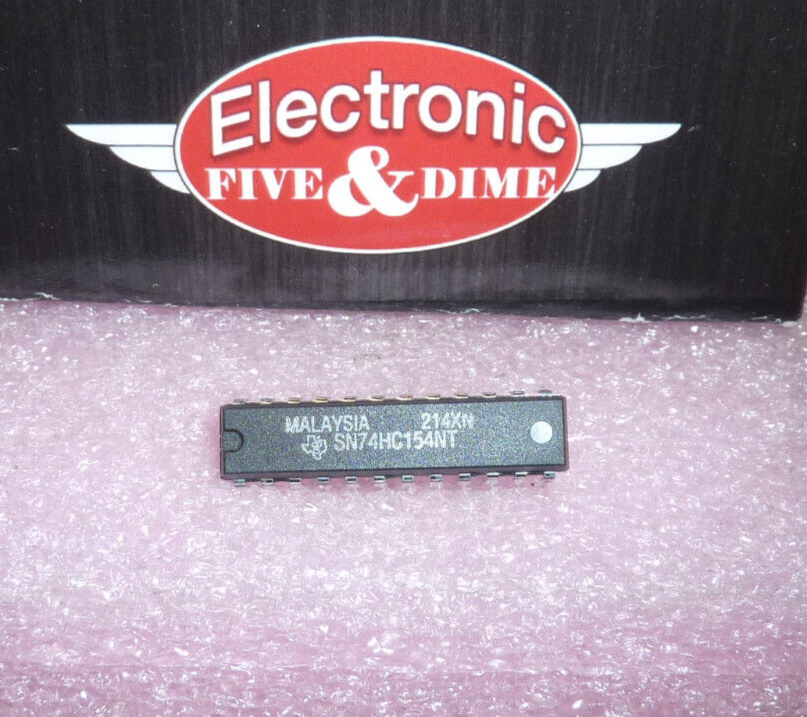 Electronic
FIVE & DIME
MALAYSIA 214XN
SN74HC154NT